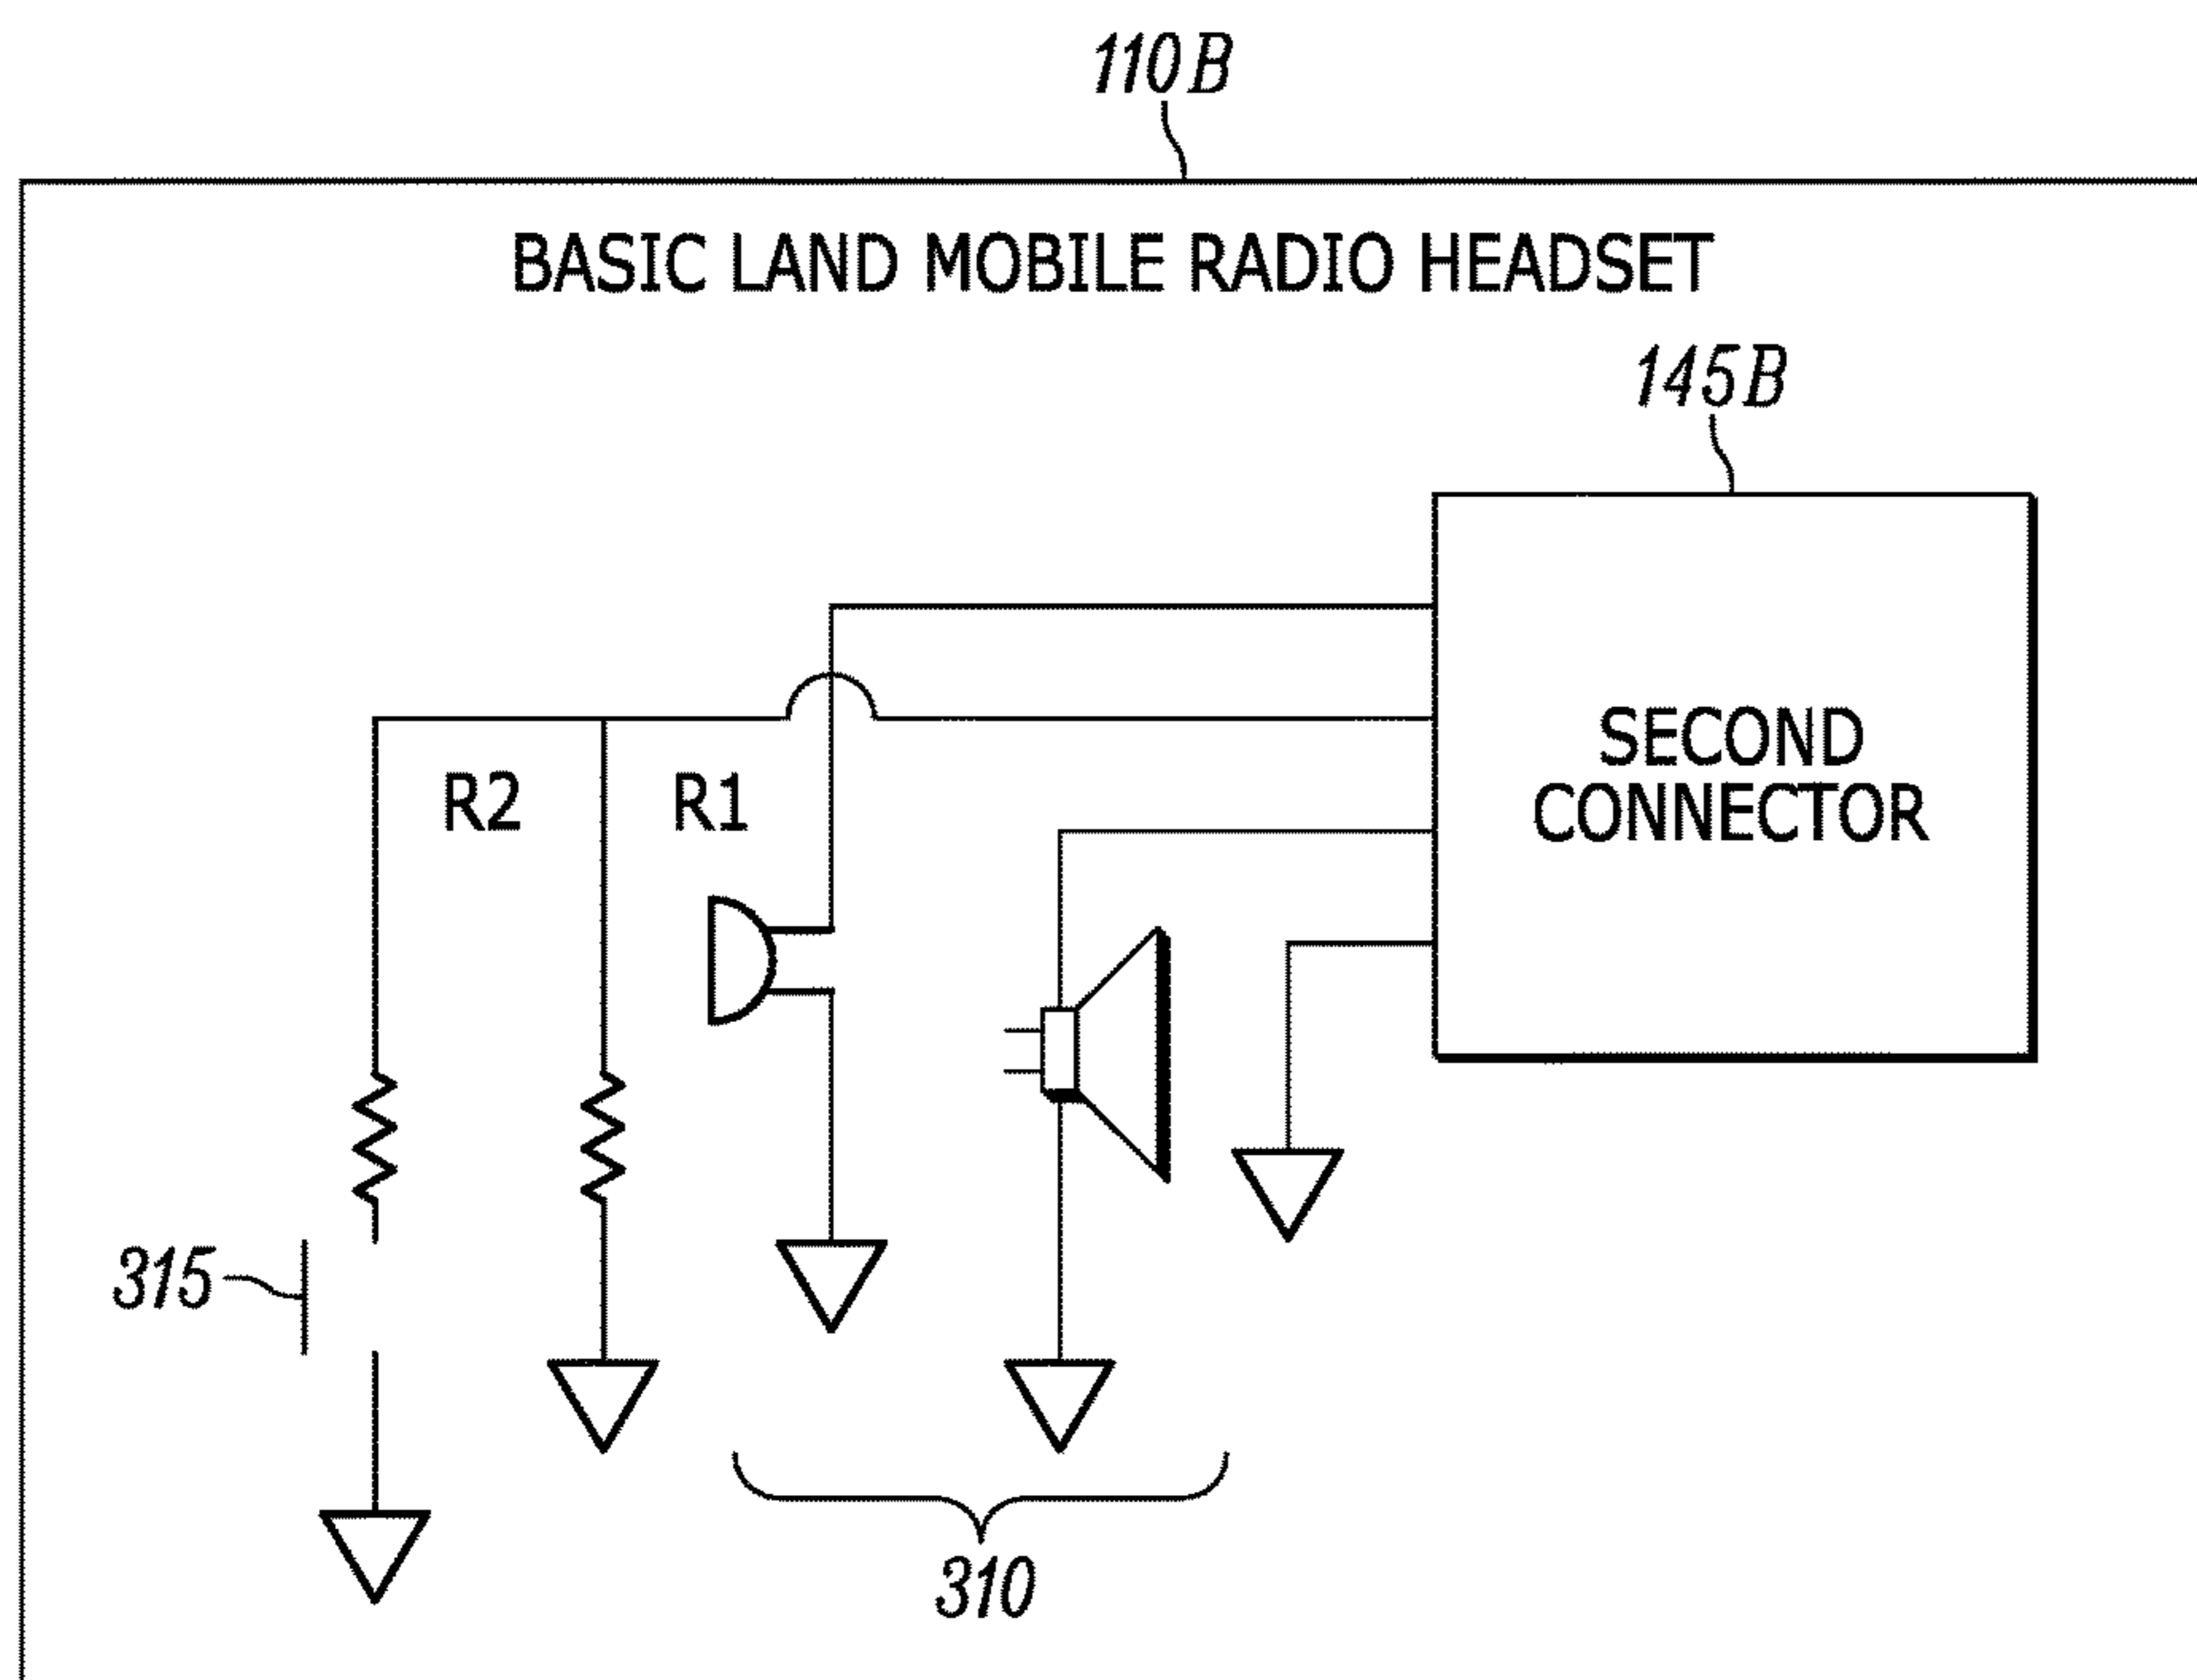 110B
BASIC LAND MOBILE RADIO HEADSET
145B
SECOND
CONNECTOR
R2
R1
315
310